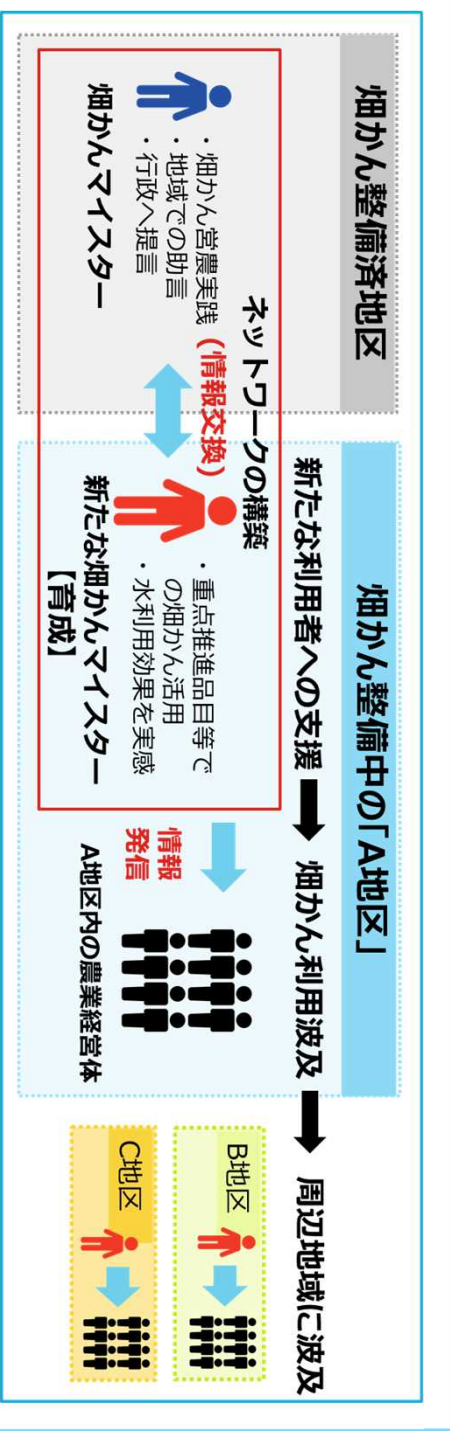 畑かん整備済地区
・畑かん営農実践
・地域での助言
・行政へ提言
畑かんマイスター
ネットワークの構築
（情報交換）
畑かん整備中の「A地区」
新たな利用者への支援
畑かん利用波及
周辺地域に波及
・重点推進品目等で
の畑かん活用
・水利用効果を実感
新たな畑かんマイスター
【育成】
情報
発信
A地区内の農業経営体
B地区
C地区